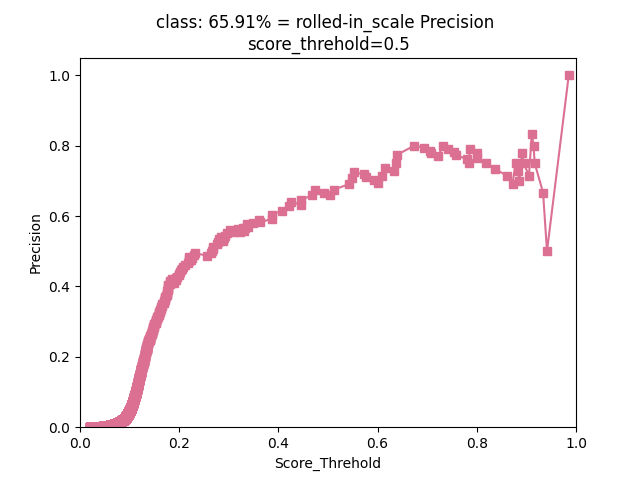 class: 65.91% = rolled-in_scale Precision
score_threhold=0.5
1.0
0.8
0.6
0.4
0.2
0.0
Precision
0.0 0.2 0.4 0.6 0.8 1.0
Score_Threhold